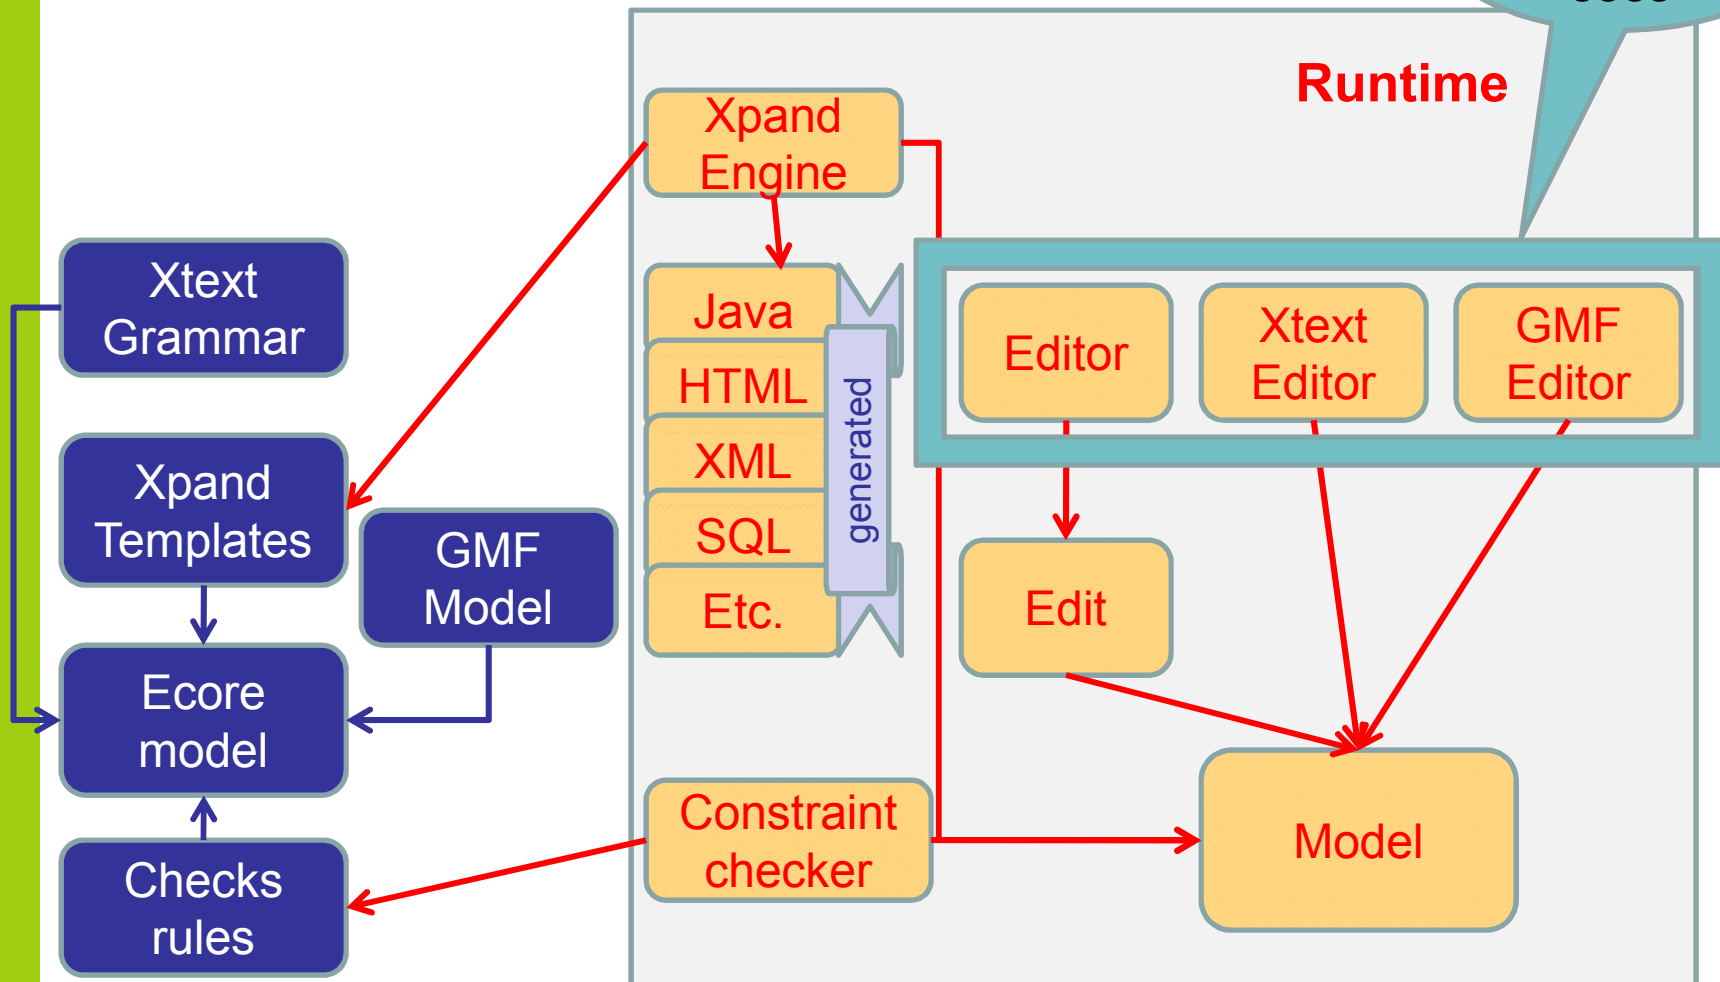 Runtime
Xpand
Engine
Xtext
Grammar
Java
HTML
XML
SQL
Etc.
generated
Editor
Xtext
Editor
GMF
Editor
Xpand
Templates
GMF
Model
Edit
Ecore
model
Constraint
checker
Model
Checks
rules